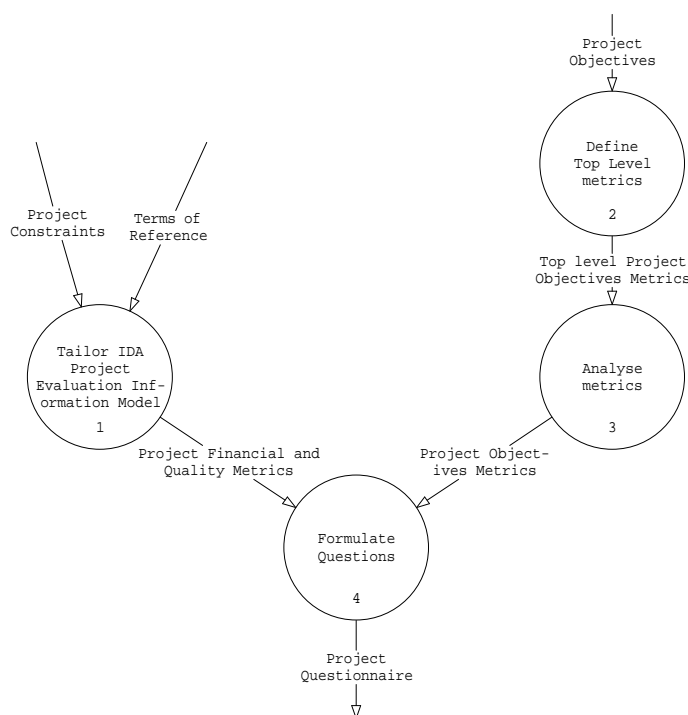 Project
Objectives
Define
Top Level
metrics
2
Project
Constraints
Terms of
Reference
Top level Project
Objectives Metrics
Tailor IDA
Project
Evaluation Inf-
ormation Model
1
Analyse
metrics
3
Project Financial and
Quality Metrics
Project Object-
ives Metrics
Formulate
Questions
4
Project
Questionnaire